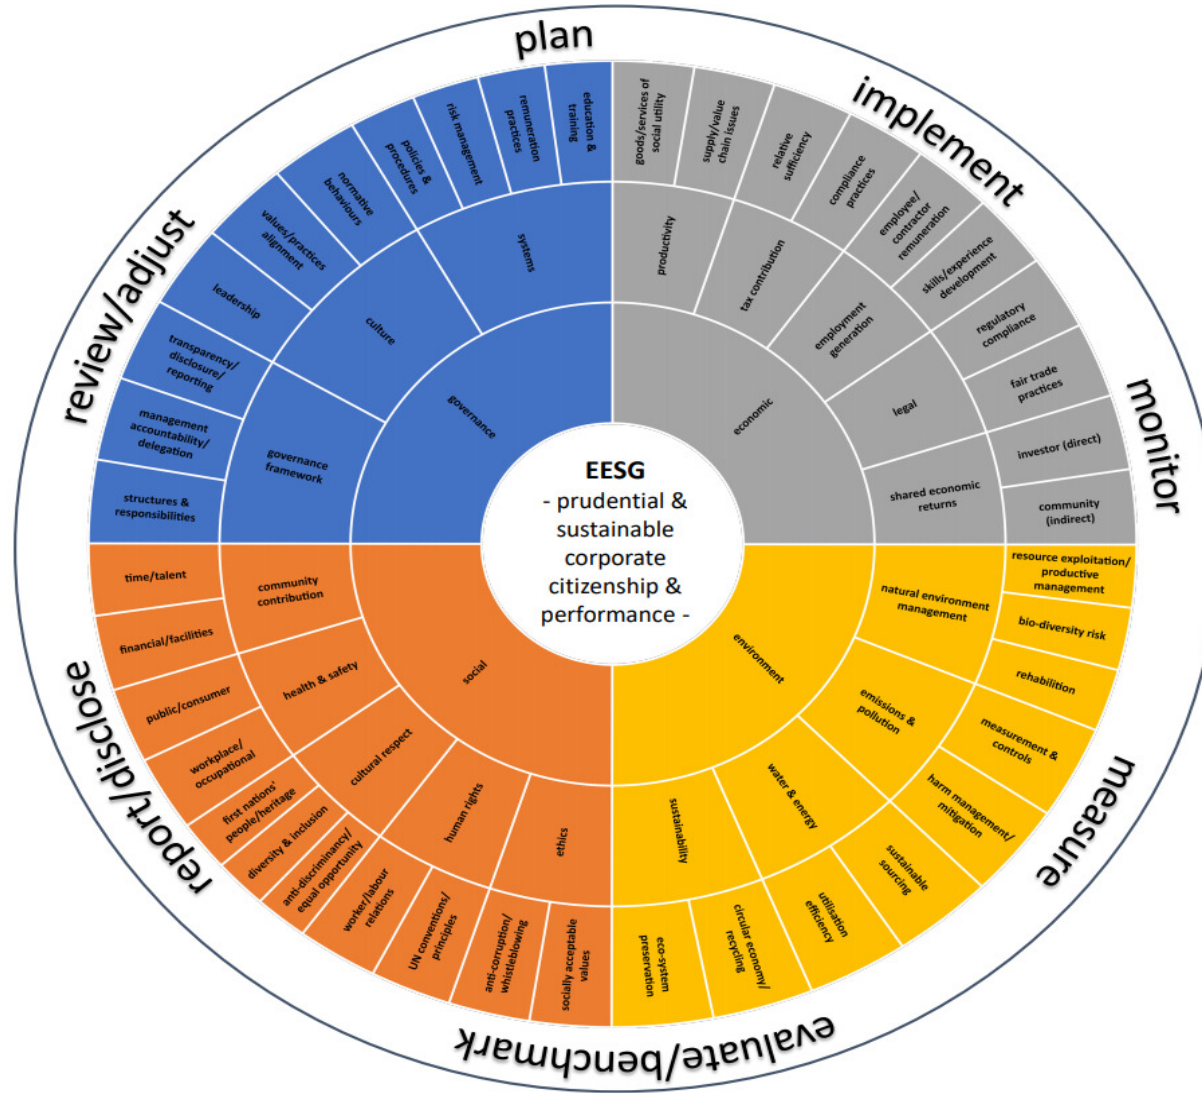 plan
implement
monitor
measure
evaluate/benchmark
report/disclose
review/adjust
EESG
- prudential &
sustainable
corporate
citizenship &
performance -
economic
productivity
goods/services of
social utility
supply/value
chain issues
tax contribution
relative
sufficiency
compliance
practices
employment
generation
employee/
contractor
remuneration
skills/experience
development
legal
regulatory
compliance
fair trade
practices
shared economic
returns
investor (direct)
community
(indirect)
environment
natural environment
management
resource exploitation/
productive
management
bio-diversity risk
rehabilition
emissions &
pollution
measurement &
controls
harm management/
mitigation
water & energy
sustainable
sourcing
utilisation
efficiency
sustainability
circular economy/
recycling
eco-system
preservation
social
ethics
socially acceptable
values
anti-corruption/
whistleblowing
human rights
UN conventions/
principles
worker/labour
relations
cultural respect
anti-discriminancy/
equal opportunity
diversity & inclusion
first nations'
people/heritage
health & safety
workplace/
occupational
public/consumer
community
contribution
financial/facilities
time/talent
governance
governance
framework
structures &
responsibilities
management
accountability/
delegation
transparency/
disclosure/
reporting
culture
leadership
values/practices
alignment
normative
behaviours
systems
policies &
procedures
risk management
remuneration
practices
education &
training